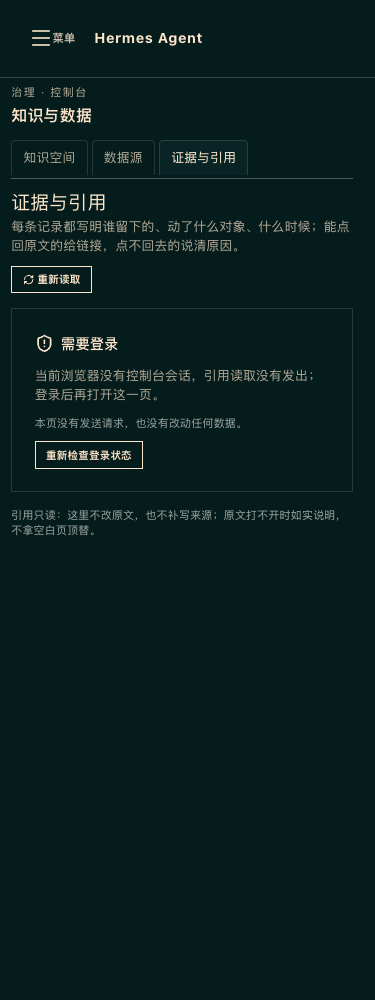 菜单 Hermes Agent
治理 · 控制台
知识与数据
知识空间 数据源 证据与引用
证据与引用
每条记录都写明谁留下的、动了什么对象、什么时候；能点
回原文的给链接，点不回去的说清原因。
重新读取
需要登录
当前浏览器没有控制台会话，引用读取没有发出；
登录后再打开这一页。
本页没有发送请求，也没有改动任何数据。
重新检查登录状态
引用只读：这里不改原文，也不补写来源；原文打不开时如实说明，
不拿空白页顶替。